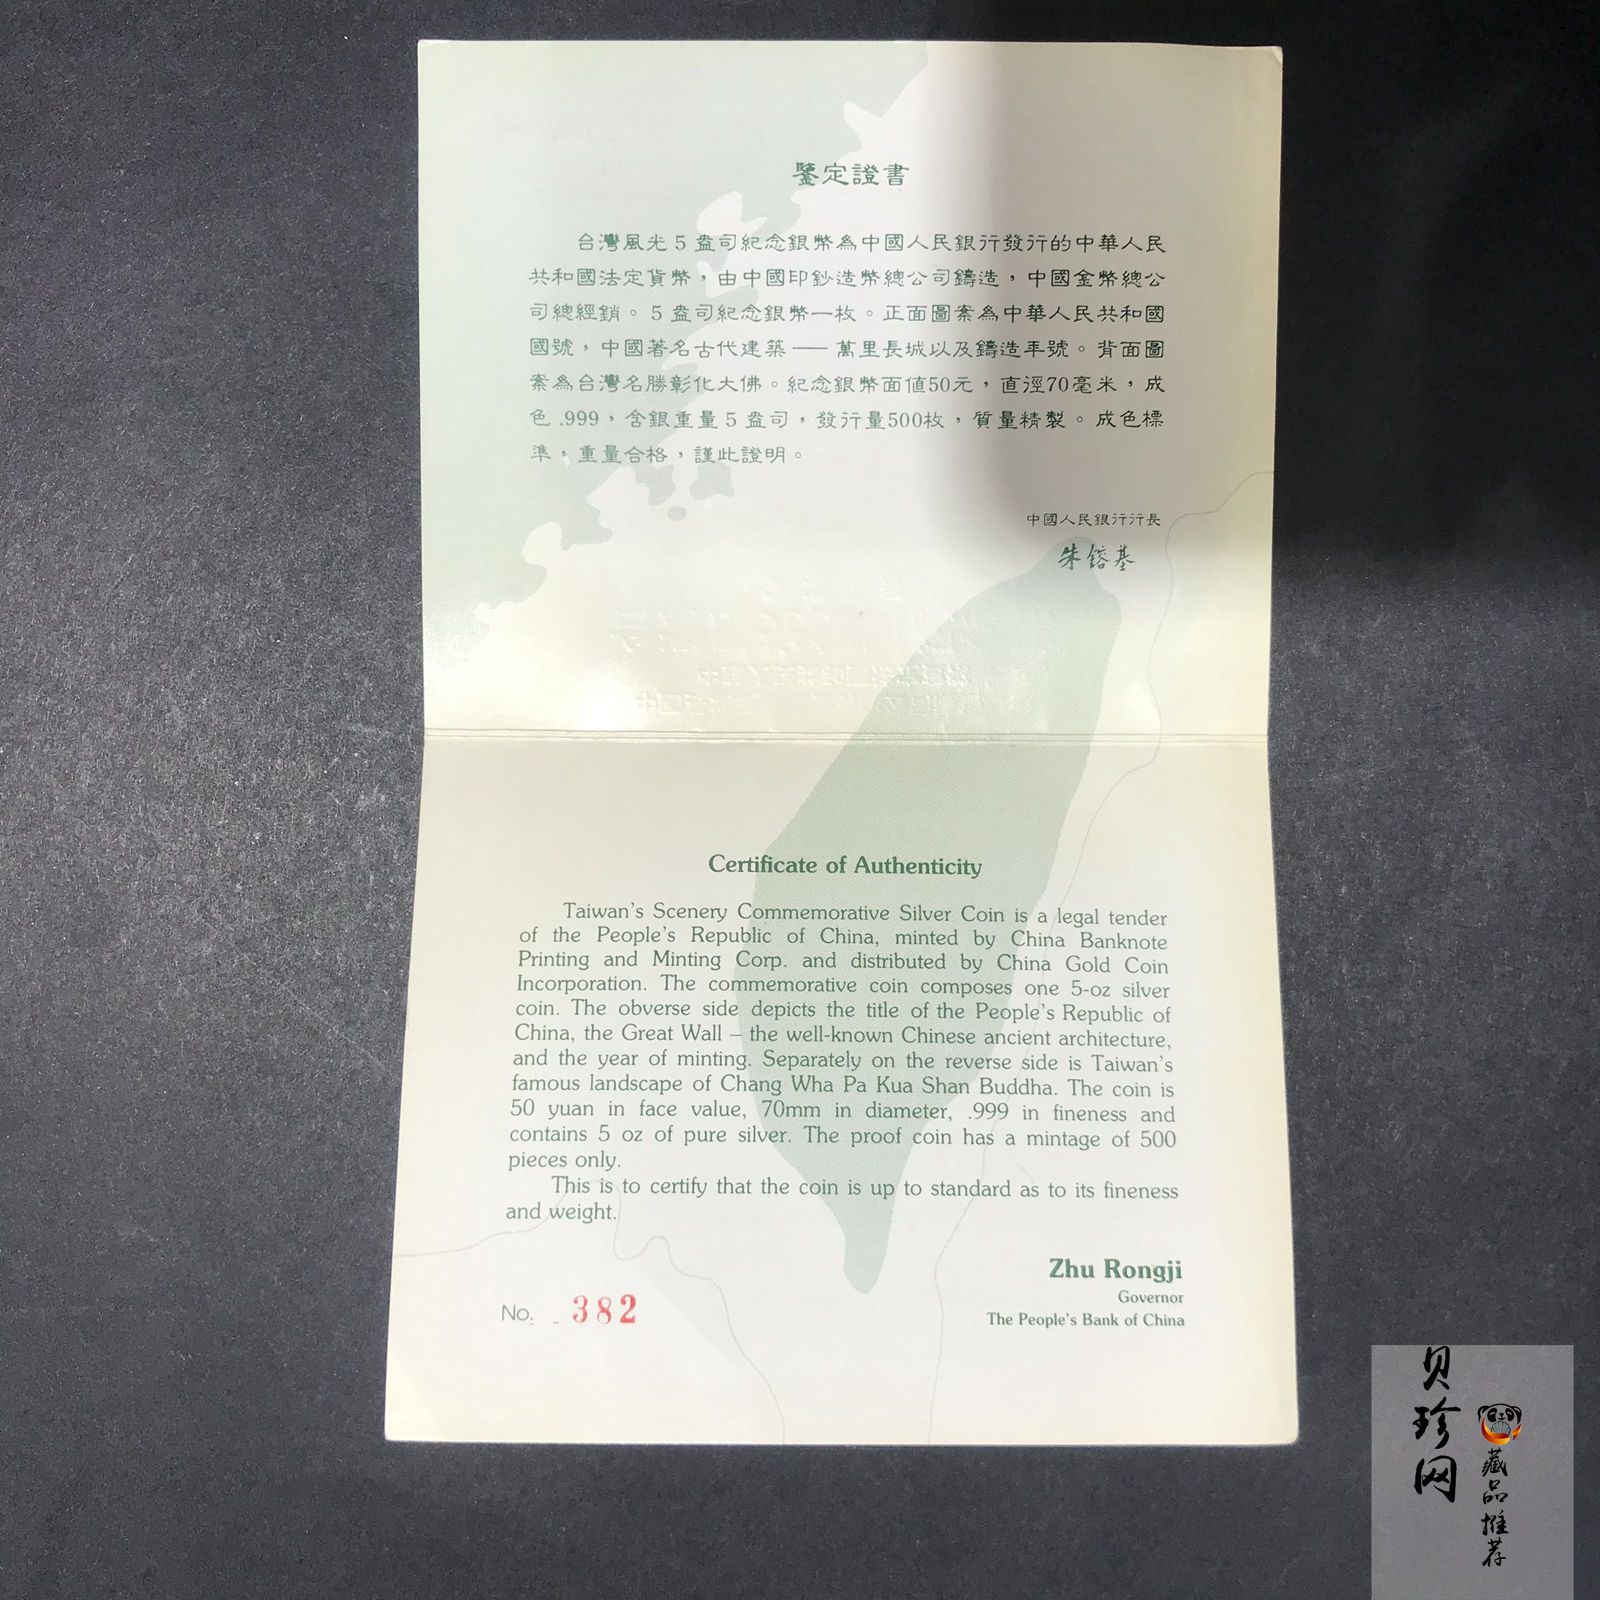 鑒定證書
台灣風光5盎司紀念銀幣為中國人民銀行發行的中華人民
共和國法定貨幣，由中國印鈔造幣總公司鑄造，中國金幣總公
司總經銷。5盎司紀念銀幣一枚。正面圖案為中華人民共和國
國號，中國著名古代建築——萬里長城以及鑄造年號。背面圖
案為台灣名勝彰化大佛。紀念銀幣面值50元，直徑70毫米，成
色.999，含銀重量5盎司，發行量500枚，質量精製。成色標
準，重量合格，謹此證明。
中國人民銀行行長
朱鎔基
Certificate of Authenticity
Taiwan's Scenery Commemorative Silver Coin is a legal tender
of the People's Republic of China, minted by China Banknote
Printing and Minting Corp. and distributed by China Gold Coin
Incorporation. The commemorative coin composes one 5-oz silver
coin. The obverse side depicts the title of the People's Republic of
China, the Great Wall – the well-known Chinese ancient architecture,
and the year of minting. Separately on the reverse side is Taiwan's
famous landscape of Chang Wha Pa Kua Shan Buddha. The coin is
50 yuan in face value, 70mm in diameter, .999 in fineness and
contains 5 oz of pure silver. The proof coin has a mintage of 500
pieces only.
This is to certify that the coin is up to standard as to its fineness
and weight.
Zhu Rongji
Governor
The People's Bank of China
No. 382
贝珍网
藏品推荐